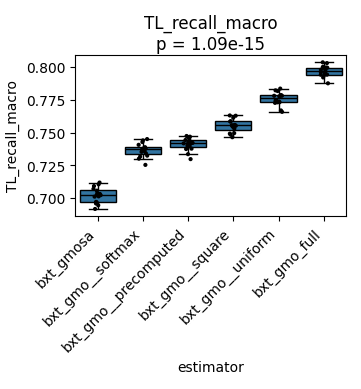 TL_recall_macro
p = 1.09e-15
TL_recall_macro
0.800
0.775
0.750
0.725
0.700
bxt_gmosa
bxt_gmo__softmax
bxt_gmo__precomputed
bxt_gmo__square
bxt_gmo__uniform
bxt_gmo_full
estimator